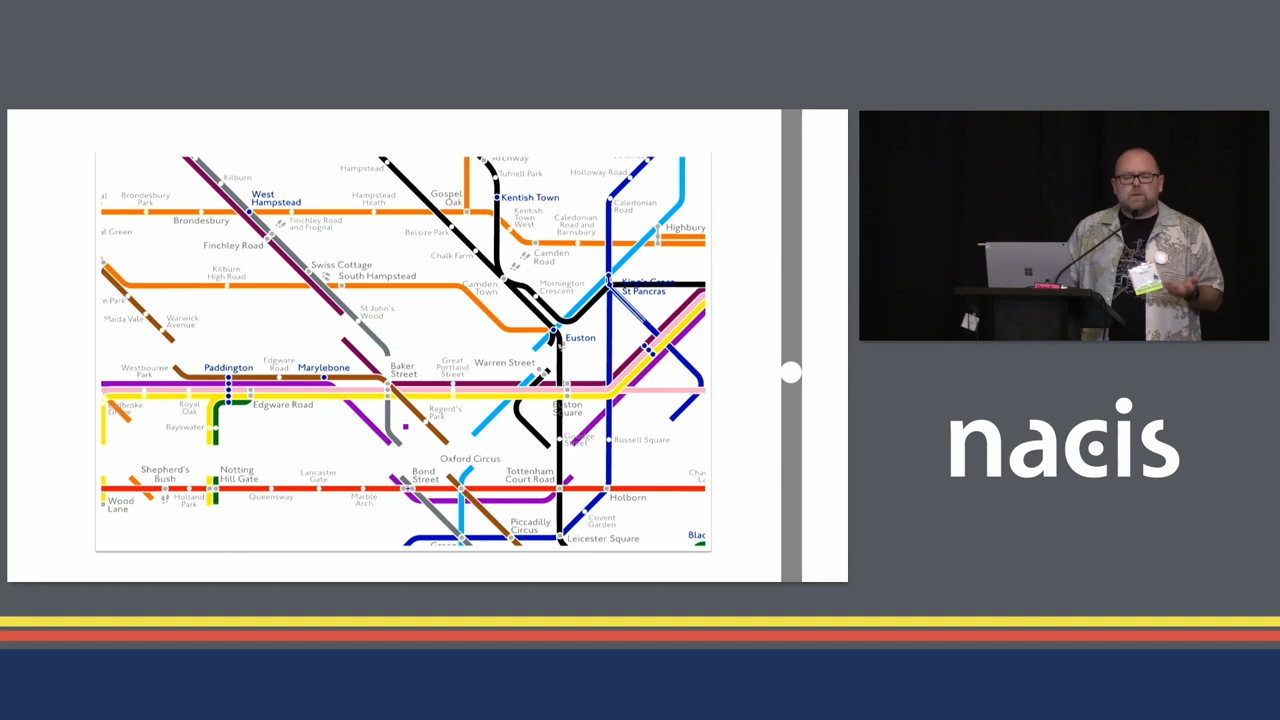 Archway
Hampstead
Tufnell Park
Holloway Road
Kilburn
Brondesbury
Park
West
Hampstead
Hampstead
Heath
Gospel
Oak
Kentish Town
Caledonian
Road
Brondesbury
Finchley Road
and Frognal
Kentish
Town
West
Caledonian
Road and
Barnsbury
Highbury
al Green
Finchley Road
Belsize Park
Chalk Farm
Camden
Road
Swiss Cottage
South Hampstead
Kilburn
High Road
Camden
Town
Mornington
Crescent
King's Cross
St Pancras
n Park
Maida Vale
Warwick
Avenue
St John's
Wood
Euston
Westbourne
Park
Paddington
Edgware
Road
Marylebone
Baker
Street
Great
Portland
Street
Warren Street
Royal
Oak
Edgware Road
Regent's
Park
Euston
Square
Bayswater
Russell Square
Oxford Circus
Shepherd's
Bush
Notting
Hill Gate
Lancaster
Gate
Bond
Street
Tottenham
Court Road
Holland
Park
Queensway
Marble
Arch
Holborn
Wood
Lane
Piccadilly
Circus
Covent
Garden
Leicester Square
Blac
nacis